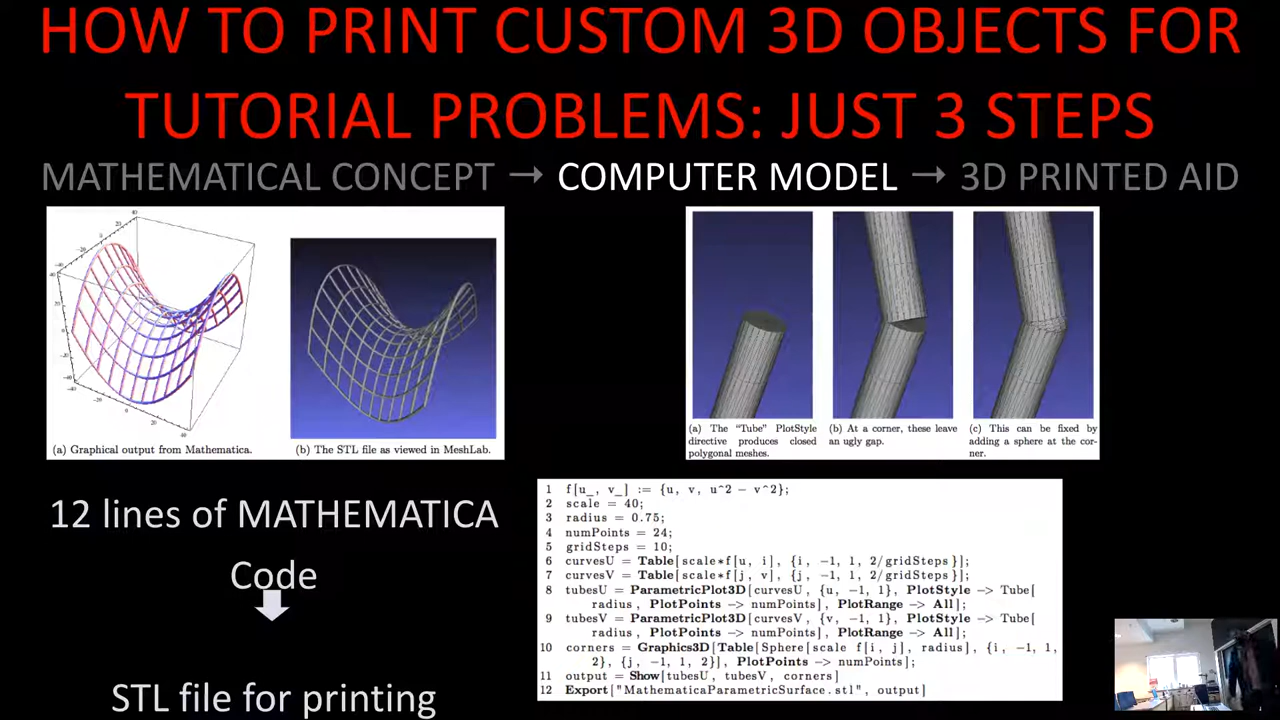 HOW TO PRINT CUSTOM 3D OBJECTS FOR
TUTORIAL PROBLEMS: JUST 3 STEPS
MATHEMATICAL CONCEPT → COMPUTER MODEL → 3D PRINTED AID
(a) Graphical output from Mathematica.
(b) The STL file as viewed in MeshLab.
(a) The "Tube" PlotStyle
directive produces closed
polygonal meshes.
(b) At a corner, these leave
an ugly gap.
(c) This can be fixed by
adding a sphere at the cor-
ner.
12 lines of MATHEMATICA
Code
STL file for printing
1 f[u_, v_] := {u, v, u^2 - v^2};
2 scale = 40;
3 radius = 0.75;
4 numPoints = 24;
5 gridSteps = 10;
6 curvesU = Table[scale*f[u, i], {i, -1, 1, 2/gridSteps}];
7 curvesV = Table[scale*f[j, v], {j, -1, 1, 2/gridSteps}];
8 tubesU = ParametricPlot3D[curvesU, {u, -1, 1}, PlotStyle -> Tube[
radius, PlotPoints -> numPoints], PlotRange -> All];
9 tubesV = ParametricPlot3D[curvesV, {v, -1, 1}, PlotStyle -> Tube[
radius, PlotPoints -> numPoints], PlotRange -> All];
10 corners = Graphics3D[Table[Sphere[scale f[i, j], radius], {i, -1, 1,
2}, {j, -1, 1, 2}], PlotPoints -> numPoints];
11 output = Show[tubesU, tubesV, corners]
12 Export["MathematicaParametricSurface.stl", output]